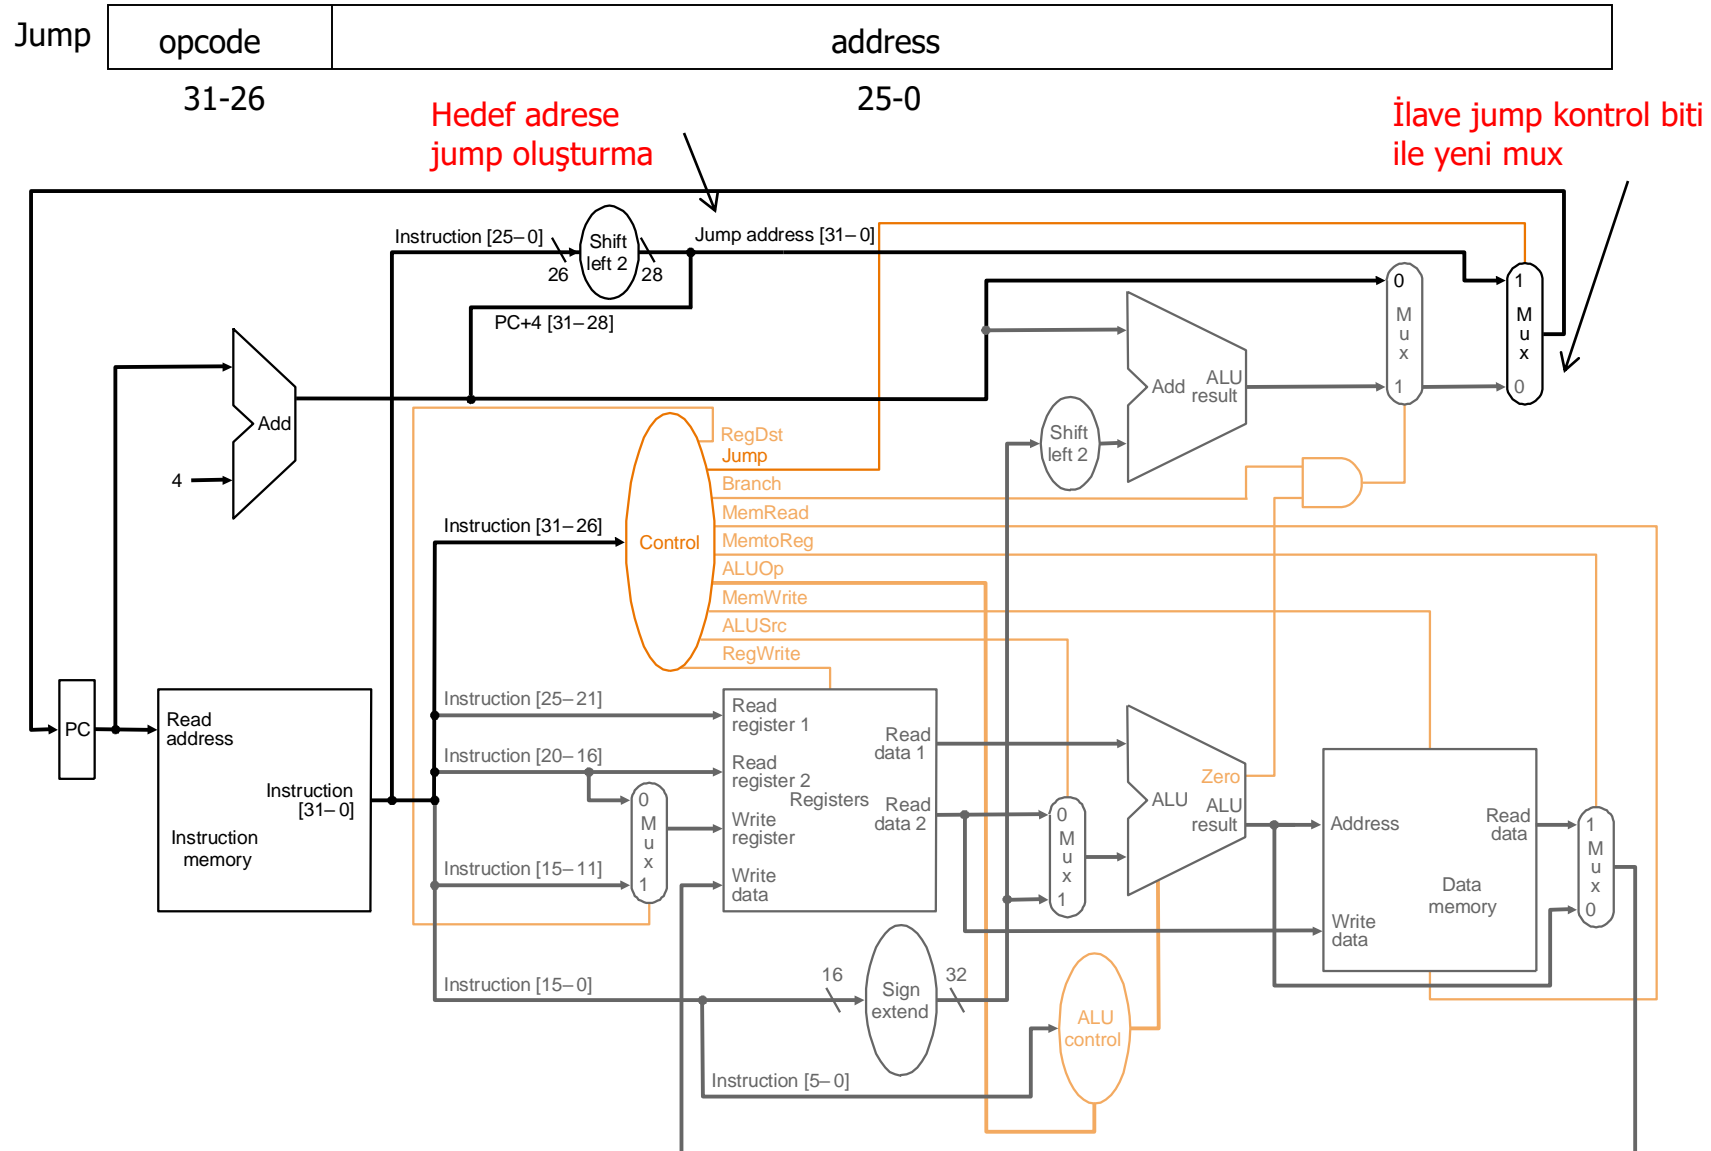 Jump
opcode
address
31-26
25-0
Hedef adrese
jump oluşturma
İlave jump kontrol biti
ile yeni mux
Instruction [25–0]
26
Shift
left 2
28
Jump address [31–0]
PC+4 [31–28]
0
M
u
x
1
1
M
u
x
0
Add
ALU
result
Add
4
Shift
left 2
RegDst
Jump
Branch
MemRead
MemtoReg
ALUOp
MemWrite
ALUSrc
RegWrite
Instruction [31–26]
Control
PC
Read
address
Instruction
[31–0]
Instruction
memory
Instruction [25–21]
Instruction [20–16]
Instruction [15–11]
Instruction [15–0]
Instruction [5–0]
0
M
u
x
1
Read
register 1
Read
register 2
Write
register
Write
data
Registers
Read
data 1
Read
data 2
0
M
u
x
1
Zero
ALU
ALU
result
Address
Write
data
Read
data
Data
memory
1
M
u
x
0
16
Sign
extend
32
ALU
control